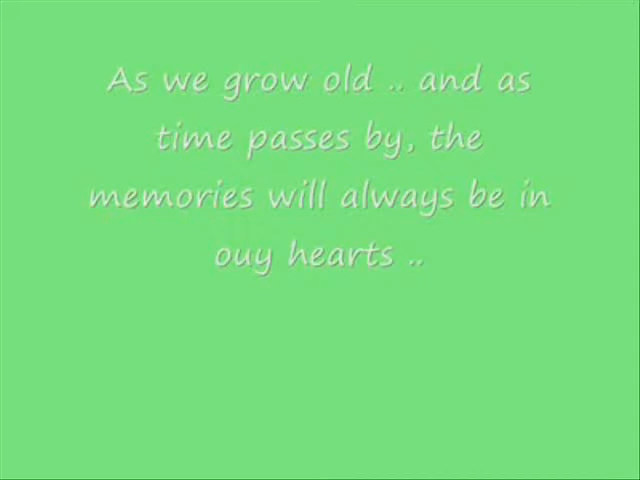 As we grow old .. and as
time passes by, the
memories will always be in
ouy hearts ..